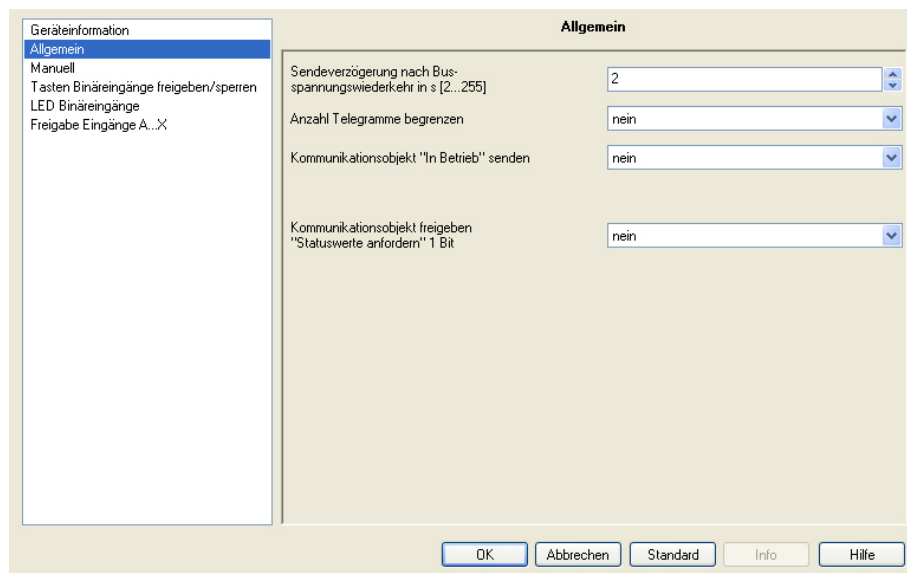 Geräteinformation
Allgemein
Manuell
Tasten Binäreingänge freigeben/sperren
LED Binäreingänge
Freigabe Eingänge A...X
Allgemein
Sendeverzögerung nach Bus-
spannungswiederkehr in s [2...255]
2
Anzahl Telegramme begrenzen
nein
Kommunikationsobjekt "In Betrieb" senden
nein
Kommunikationsobjekt freigeben
"Statuswerte anfordern" 1 Bit
nein
OK
Abbrechen
Standard
Info
Hilfe